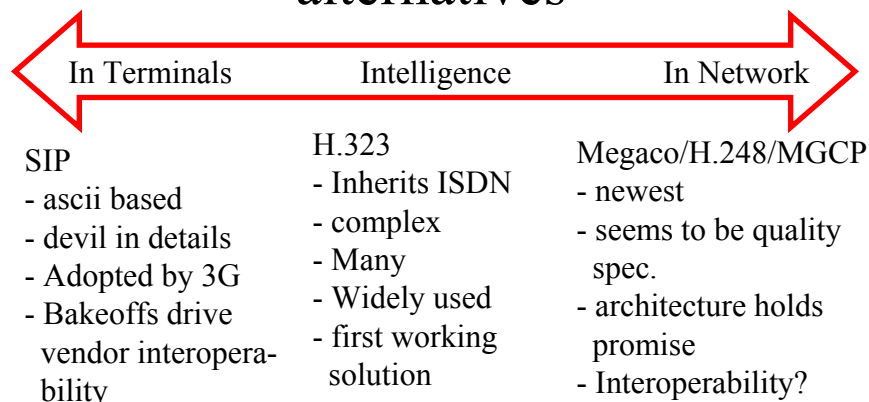 alternatives
In Terminals Intelligence In Network
SIP
- ascii based
- devil in details
- Adopted by 3G
- Bakeoffs drive
vendor interopera-
bility
H.323
- Inherits ISDN
- complex
- Many
- Widely used
- first working
solution
Megaco/H.248/MGCP
- newest
- seems to be quality
spec.
- architecture holds
promise
- Interoperability?